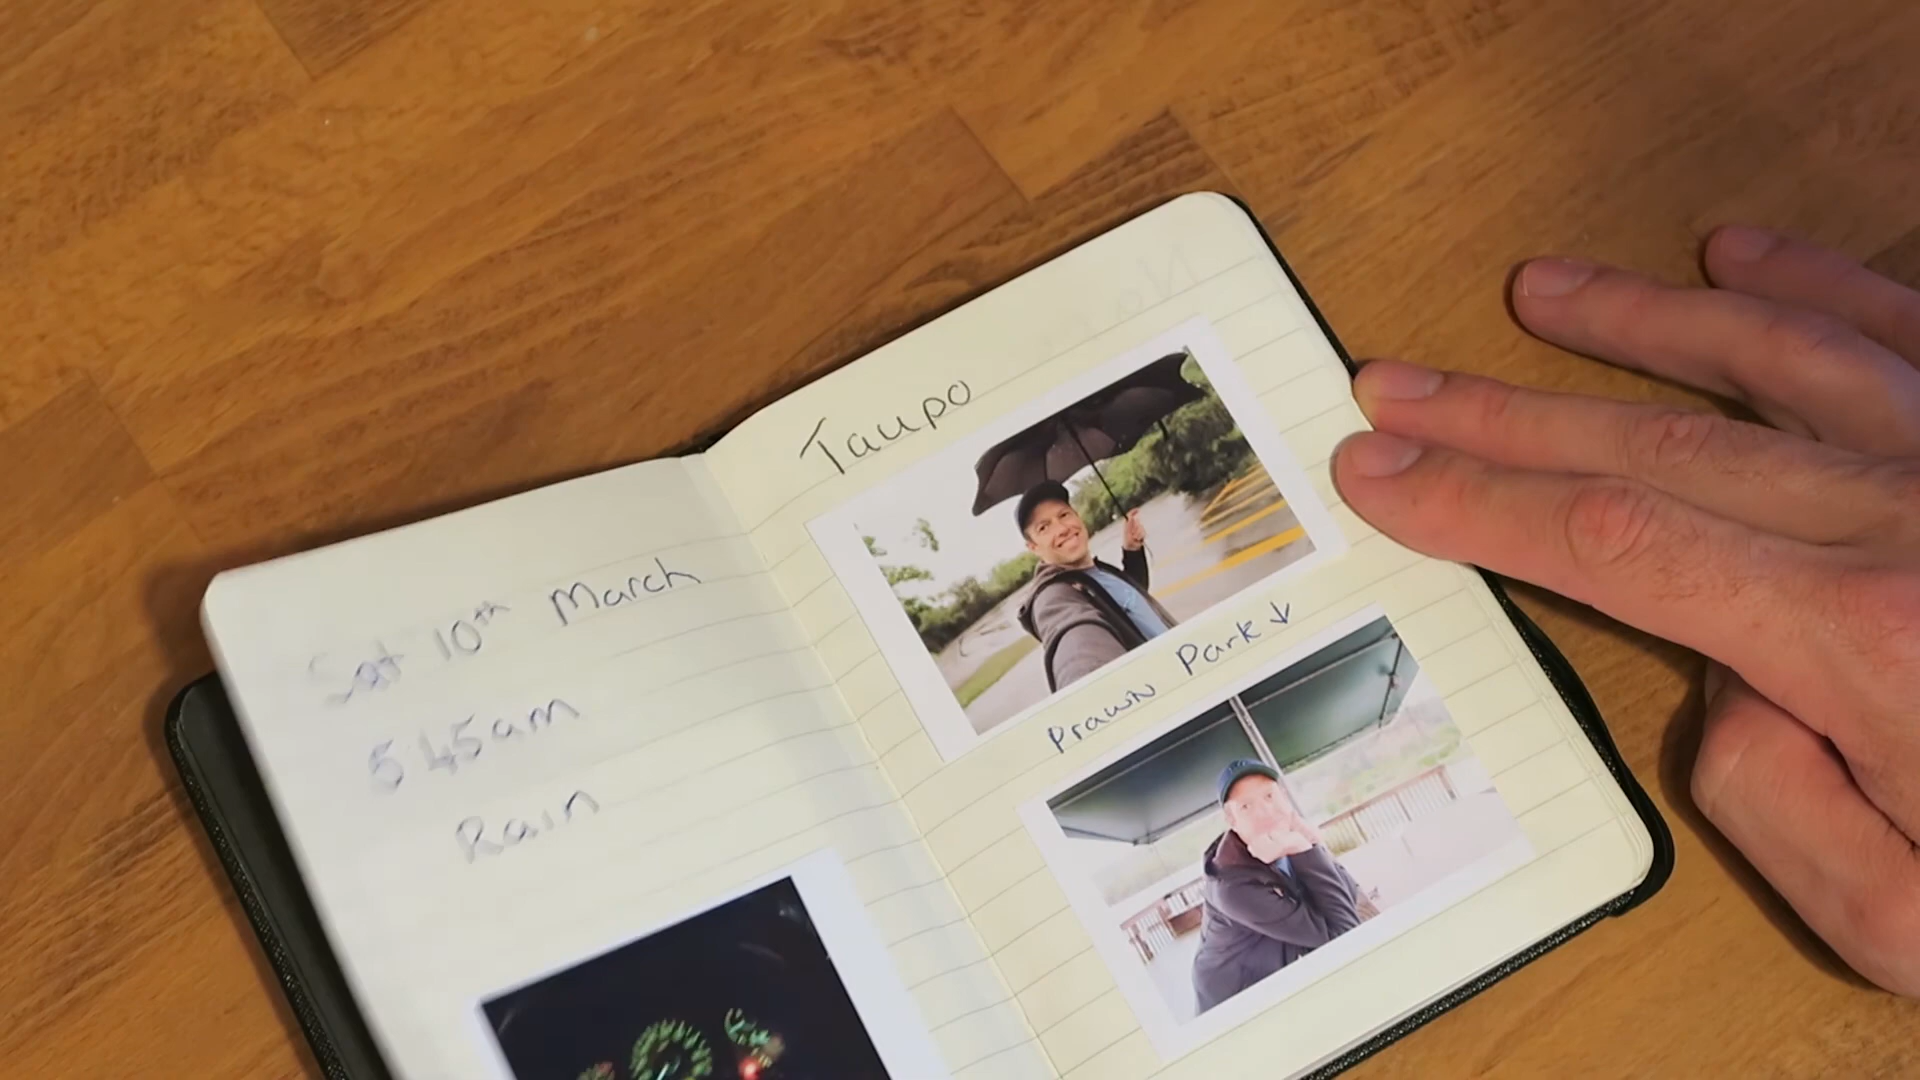 Sat 10th March
5 45am
Rain
Taupo
Prawn Park ↓